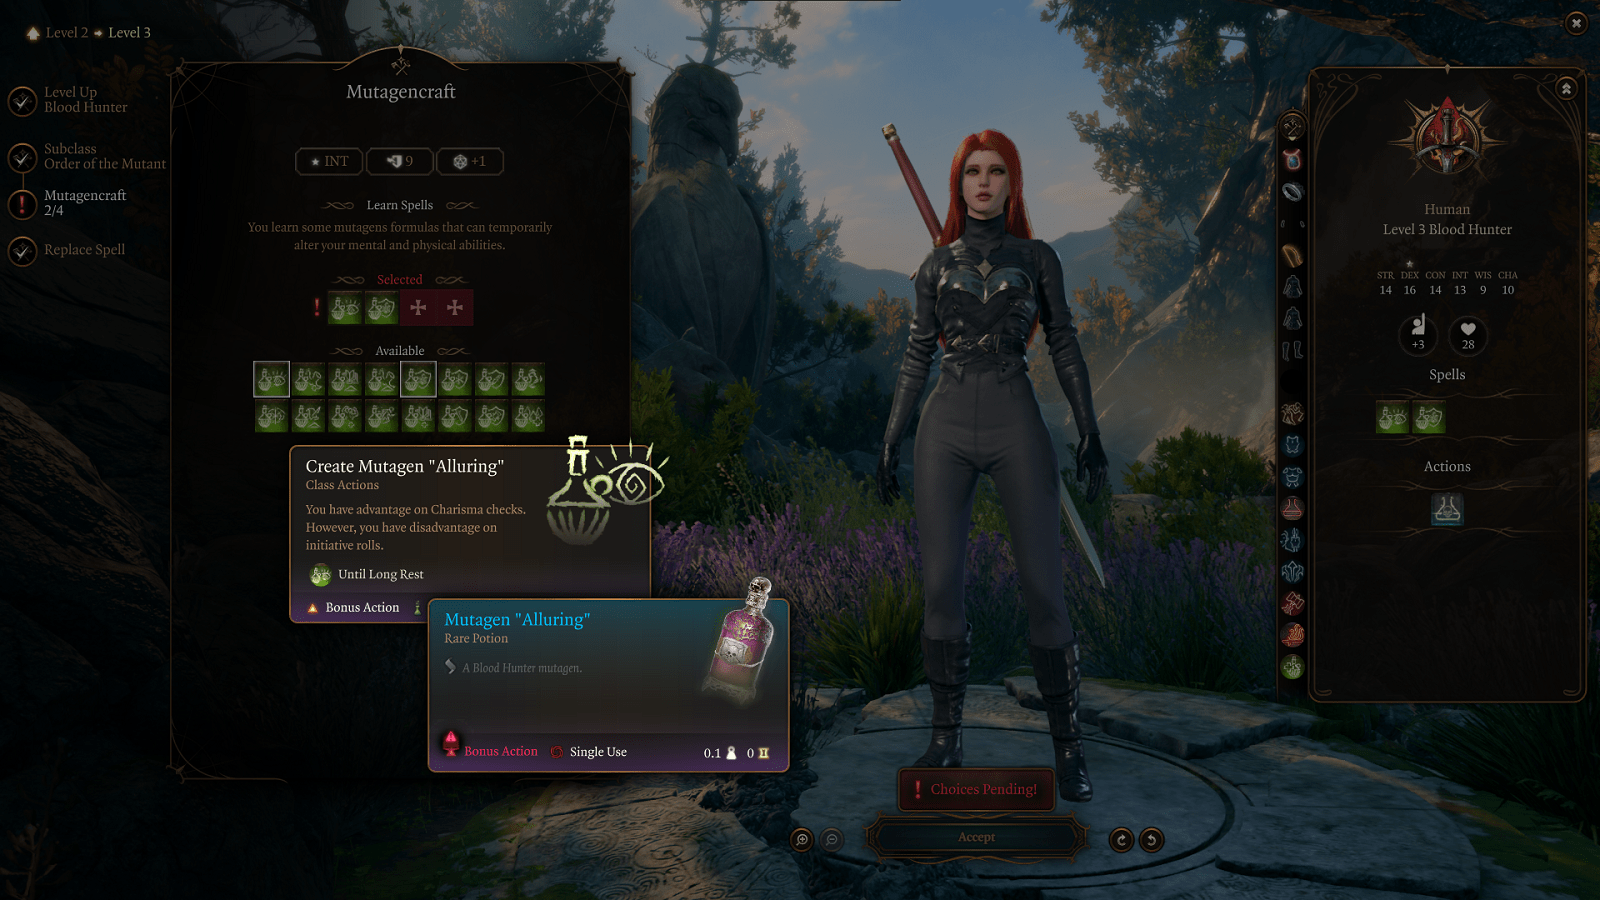 Level 2 Level 3
Level Up
Blood Hunter
Subclass
Order of the Mutant
Mutagencraft
2/4
Replace Spell
Mutagencraft
INT
9
+1
Learn Spells
You learn some mutagens formulas that can temporarily
alter your mental and physical abilities.
Selected
Available
Create Mutagen "Alluring"
Class Actions
You have advantage on Charisma checks.
However, you have disadvantage on
initiative rolls.
Until Long Rest
Bonus Action
Mutagen "Alluring"
Rare Potion
A Blood Hunter mutagen.
Bonus Action Single Use 0.1 0
Human
Level 3 Blood Hunter
STR DEX CON INT WIS CHA
14 16 14 13 9 10
+3 28
Spells
Actions
Choices Pending!
Accept